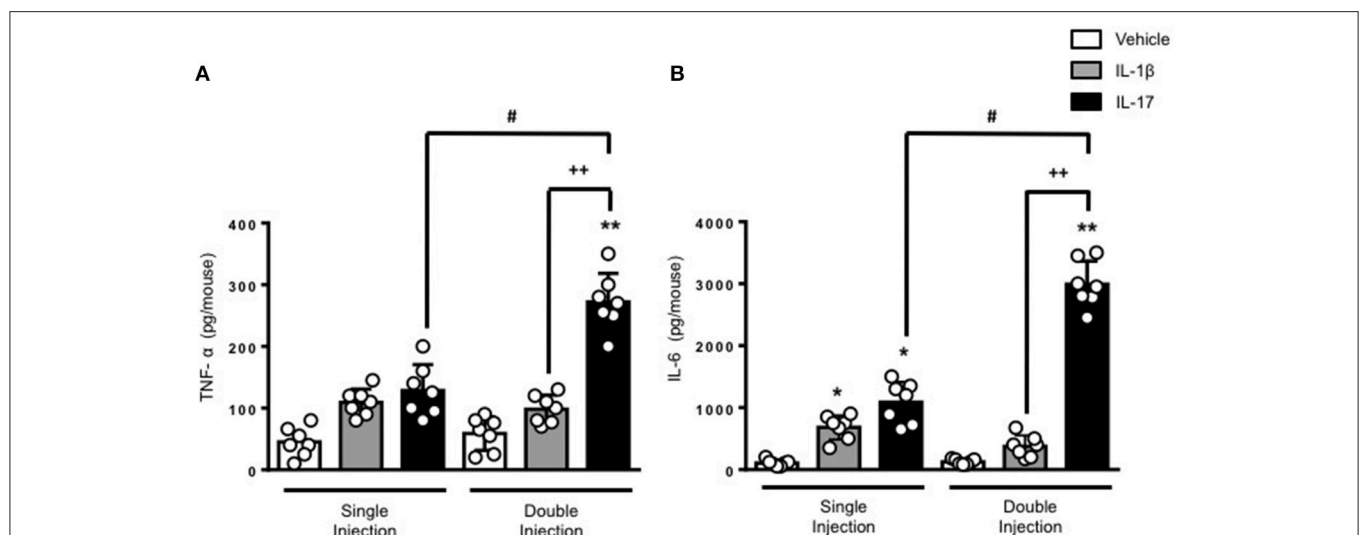 Vehicle
IL-1β
IL-17
A
B
#
++
**
400
300
200
100
0
TNF- α (pg/mouse)
Single
Injection
Double
Injection
#
++
**
*
*
4000
3000
2000
1000
0
IL-6 (pg/mouse)
Single
Injection
Double
Injection